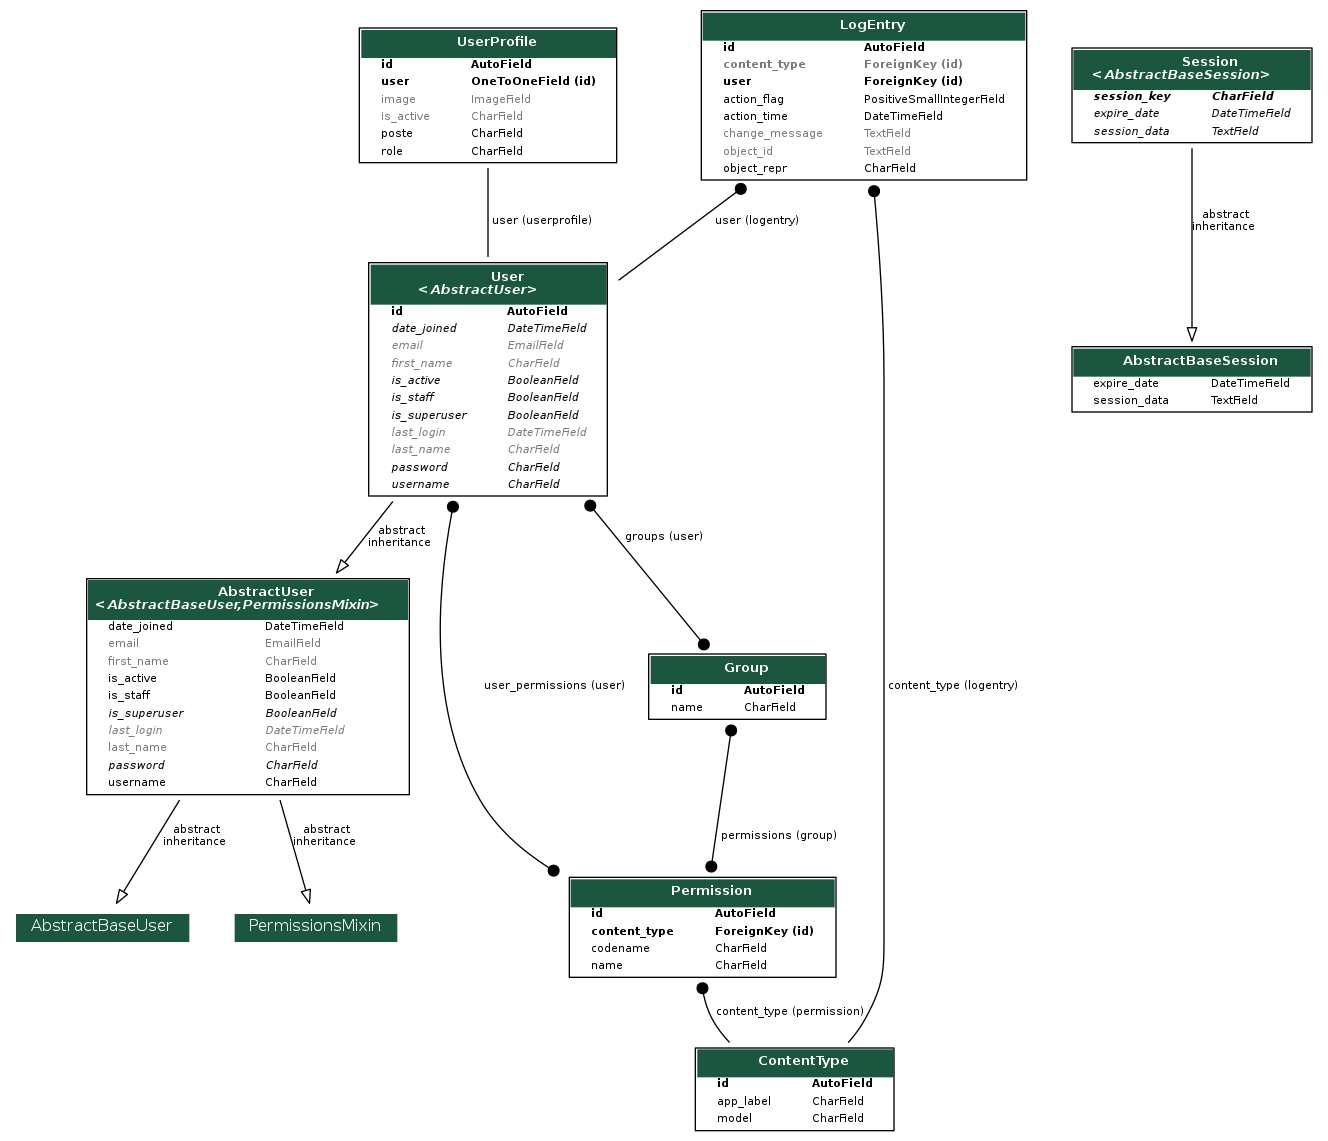 UserProfile
id AutoField
user OneToOneField (id)
image ImageField
is_active CharField
poste CharField
role CharField
LogEntry
id AutoField
content_type ForeignKey (id)
user ForeignKey (id)
action_flag PositiveSmallIntegerField
action_time DateTimeField
change_message TextField
object_id TextField
object_repr CharField
Session
<AbstractBaseSession>
session_key CharField
expire_date DateTimeField
session_data TextField
user (userprofile)
user (logentry)
abstract
inheritance
User
<AbstractUser>
id AutoField
date_joined DateTimeField
email EmailField
first_name CharField
is_active BooleanField
is_staff BooleanField
is_superuser BooleanField
last_login DateTimeField
last_name CharField
password CharField
username CharField
AbstractBaseSession
expire_date DateTimeField
session_data TextField
abstract
inheritance
groups (user)
AbstractUser
<AbstractBaseUser,PermissionsMixin>
date_joined DateTimeField
email EmailField
first_name CharField
is_active BooleanField
is_staff BooleanField
is_superuser BooleanField
last_login DateTimeField
last_name CharField
password CharField
username CharField
user_permissions (user)
Group
id AutoField
name CharField
content_type (logentry)
abstract
inheritance
abstract
inheritance
permissions (group)
AbstractBaseUser
PermissionsMixin
Permission
id AutoField
content_type ForeignKey (id)
codename CharField
name CharField
content_type (permission)
ContentType
id AutoField
app_label CharField
model CharField